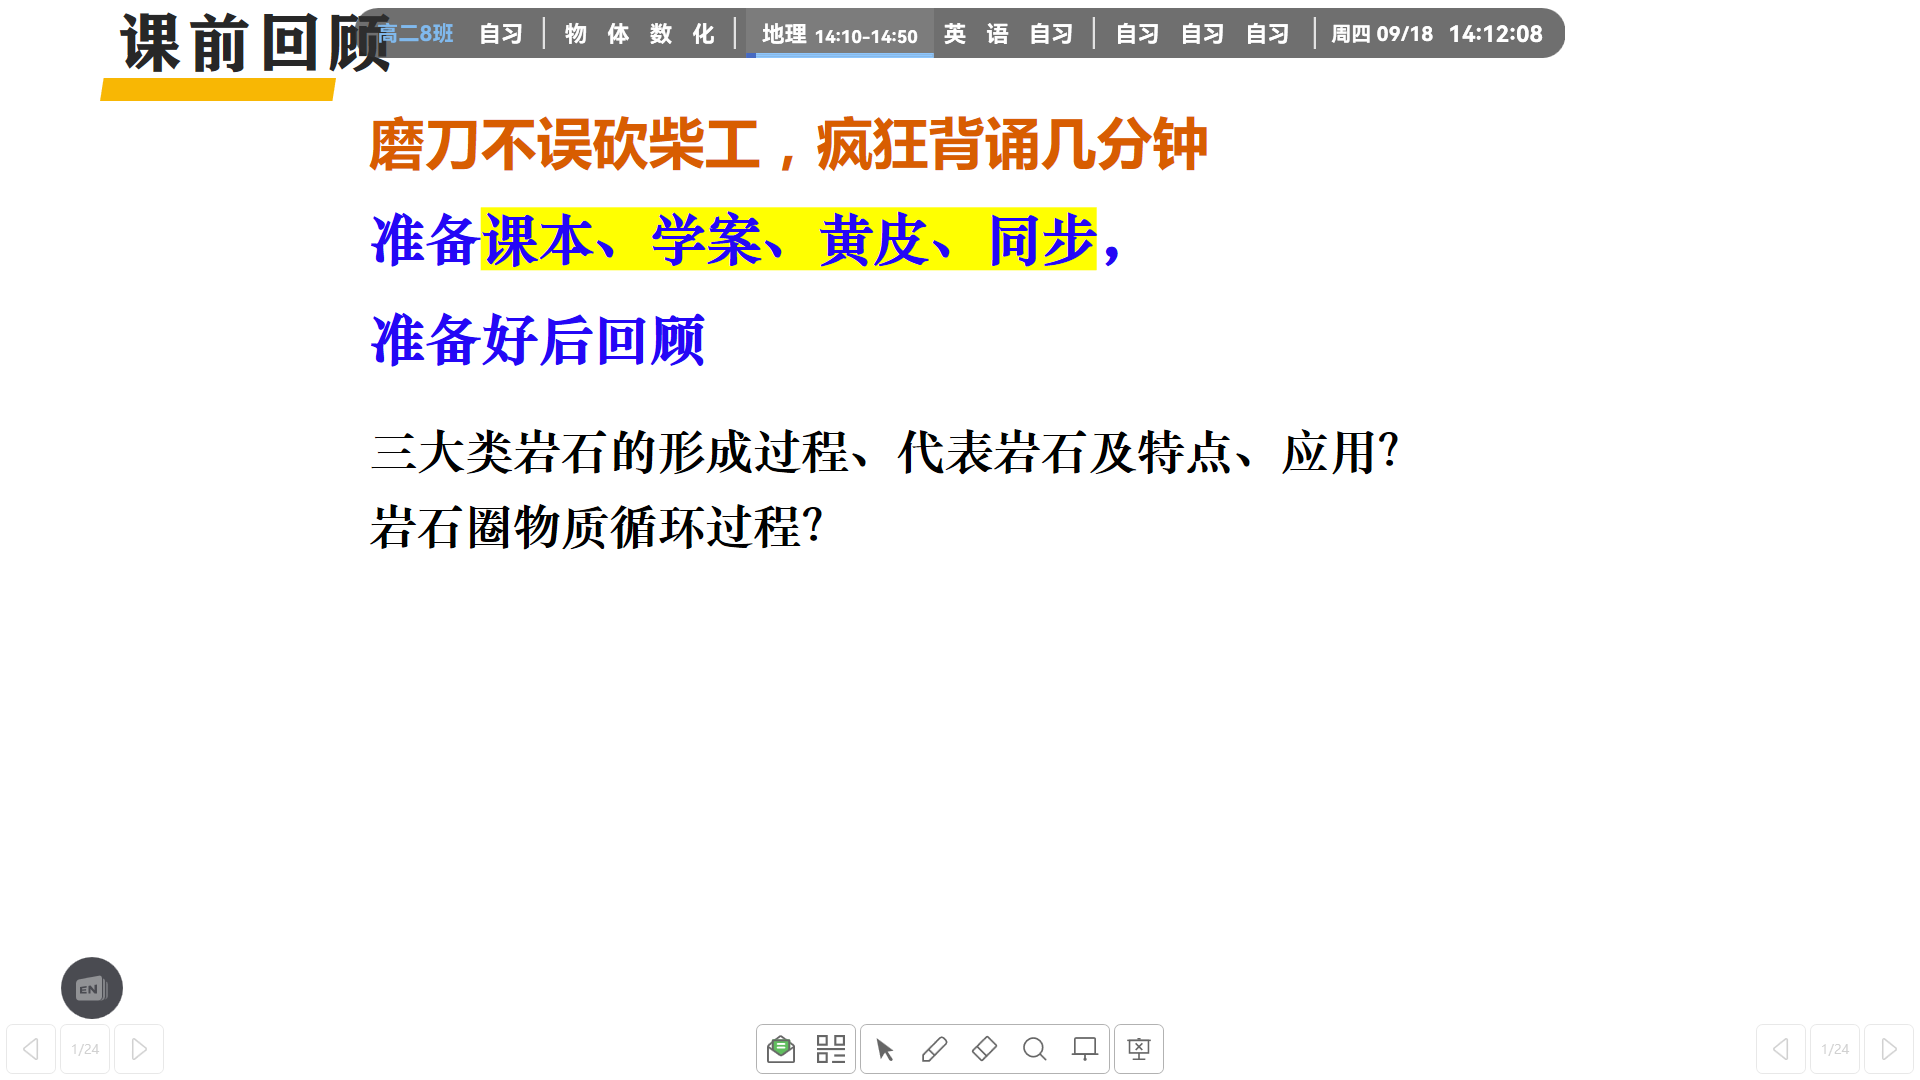 课前回顾
高二8班 自习 物 体 数 化 地理 14:10-14:50 英 语 自习 自习 自习 自习 周四 09/18 14:12:08
磨刀不误砍柴工，疯狂背诵几分钟
准备课本、学案、黄皮、同步，
准备好后回顾
三大类岩石的形成过程、代表岩石及特点、应用？
岩石圈物质循环过程？
EN
1/24
1/24